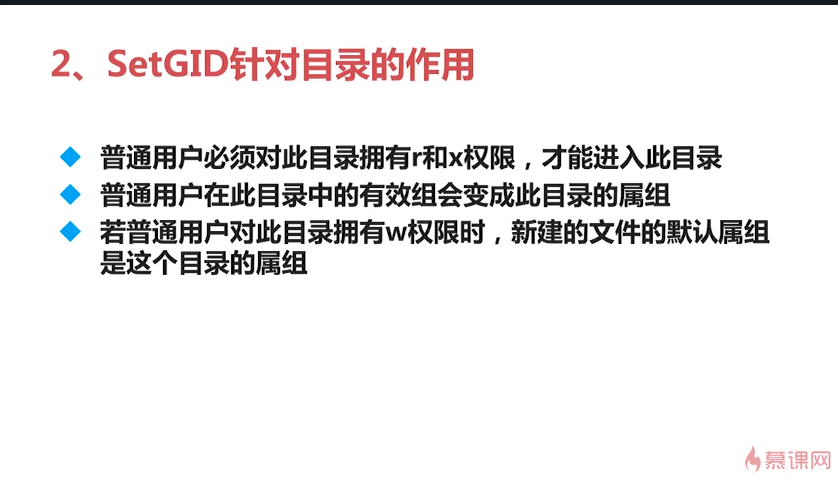 2、SetGID针对目录的作用
普通用户必须对此目录拥有r和x权限，才能进入此目录
普通用户在此目录中的有效组会变成此目录的属组
若普通用户对此目录拥有w权限时，新建的文件的默认属组
是这个目录的属组
慕课网